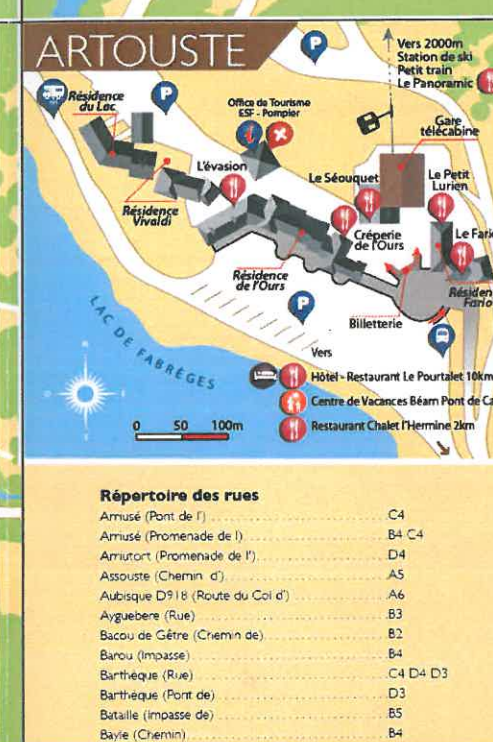 ARTOUSTE
P
Vers 2000m
Station de ski
Petit train
Le Panoramic
Résidence
du Lac
P
Office de Tourisme
ESF - Pompier
Gare
télécabine
L'évasion
Le Séouquet
Le Petit
Lurien
Résidence
Vivaldi
Crêperie
de l'Ours
Le Fario
Résidence
de l'Ours
Résidence
Fario
P
Billetterie
LAC DE FABRÈGES
Vers
Hôtel - Restaurant Le Pourtalet 10km
Centre de Vacances Béarn Pont de Ca
Restaurant Chalet l'Hermine 2km
0 50 100m
Répertoire des rues
Arriusé (Pont de l') C4
Arriusé (Promenade de l) B4 C4
Arriutort (Promenade de l') D4
Assouste (Chemin d') A5
Aubisque D918 (Route du Col d') A6
Ayguebere (Rue) B3
Bacou de Gêtre (Chemin de) B2
Barou (Impasse) B4
Barthèque (Rue) C4 D4 D3
Barthèque (Pont de) D3
Bataille (Impasse de) B5
Bayle (Chemin) B4